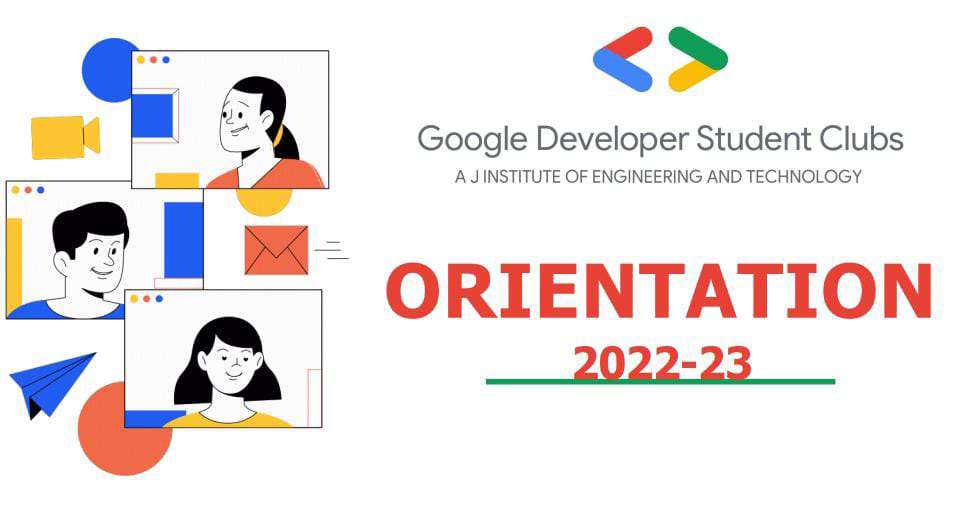 Google Developer Student Clubs
A J INSTITUTE OF ENGINEERING AND TECHNOLOGY
ORIENTATION
2022-23